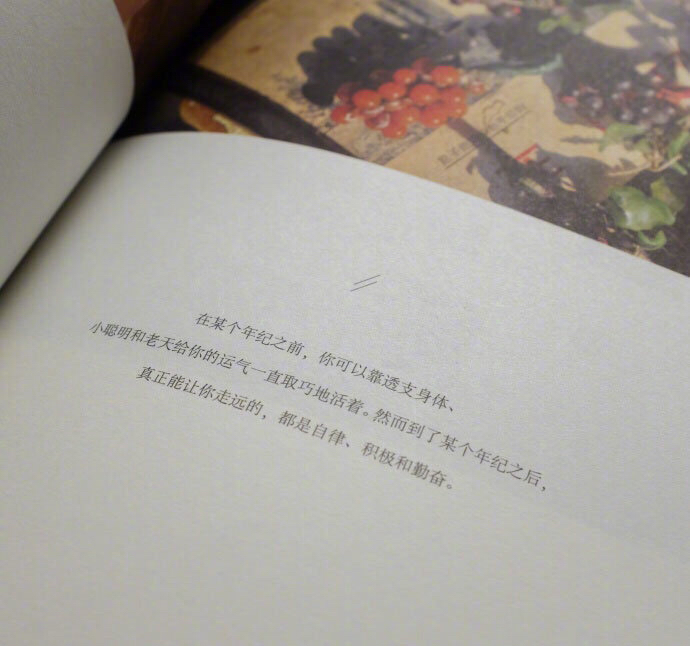 在某个年纪之前，你可以靠透支身体、
小聪明和老天给你的运气一直取巧地活着。然而到了某个年纪之后，
真正能让你走远的，都是自律、积极和勤奋。